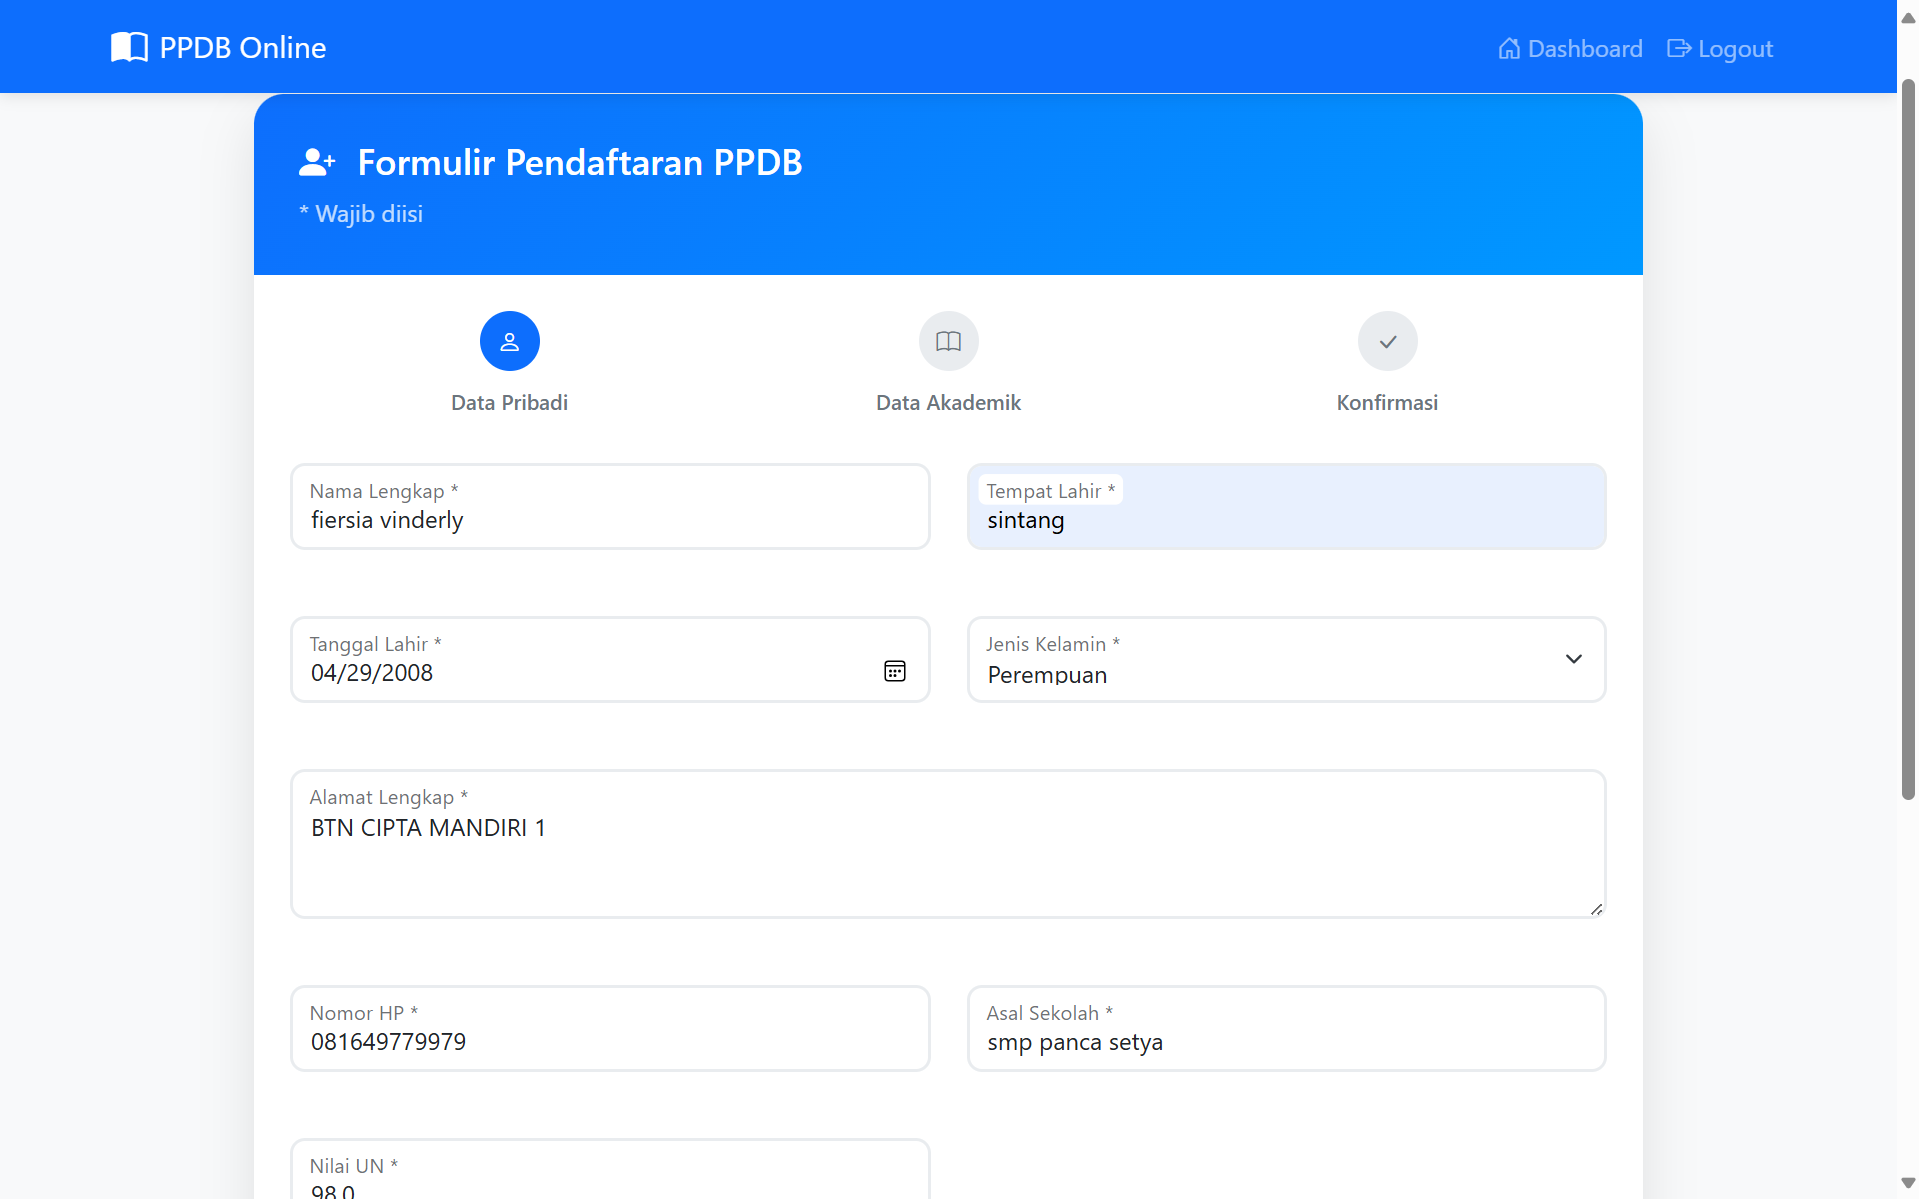 PPDB Online
Dashboard
Logout
Formulir Pendaftaran PPDB
* Wajib diisi
Data Pribadi
Data Akademik
Konfirmasi
Nama Lengkap *
fiersia vinderly
Tempat Lahir *
sintang
Tanggal Lahir *
04/29/2008
Jenis Kelamin *
Perempuan
Alamat Lengkap *
BTN CIPTA MANDIRI 1
Nomor HP *
081649779979
Asal Sekolah *
smp panca setya
Nilai UN *
98.0